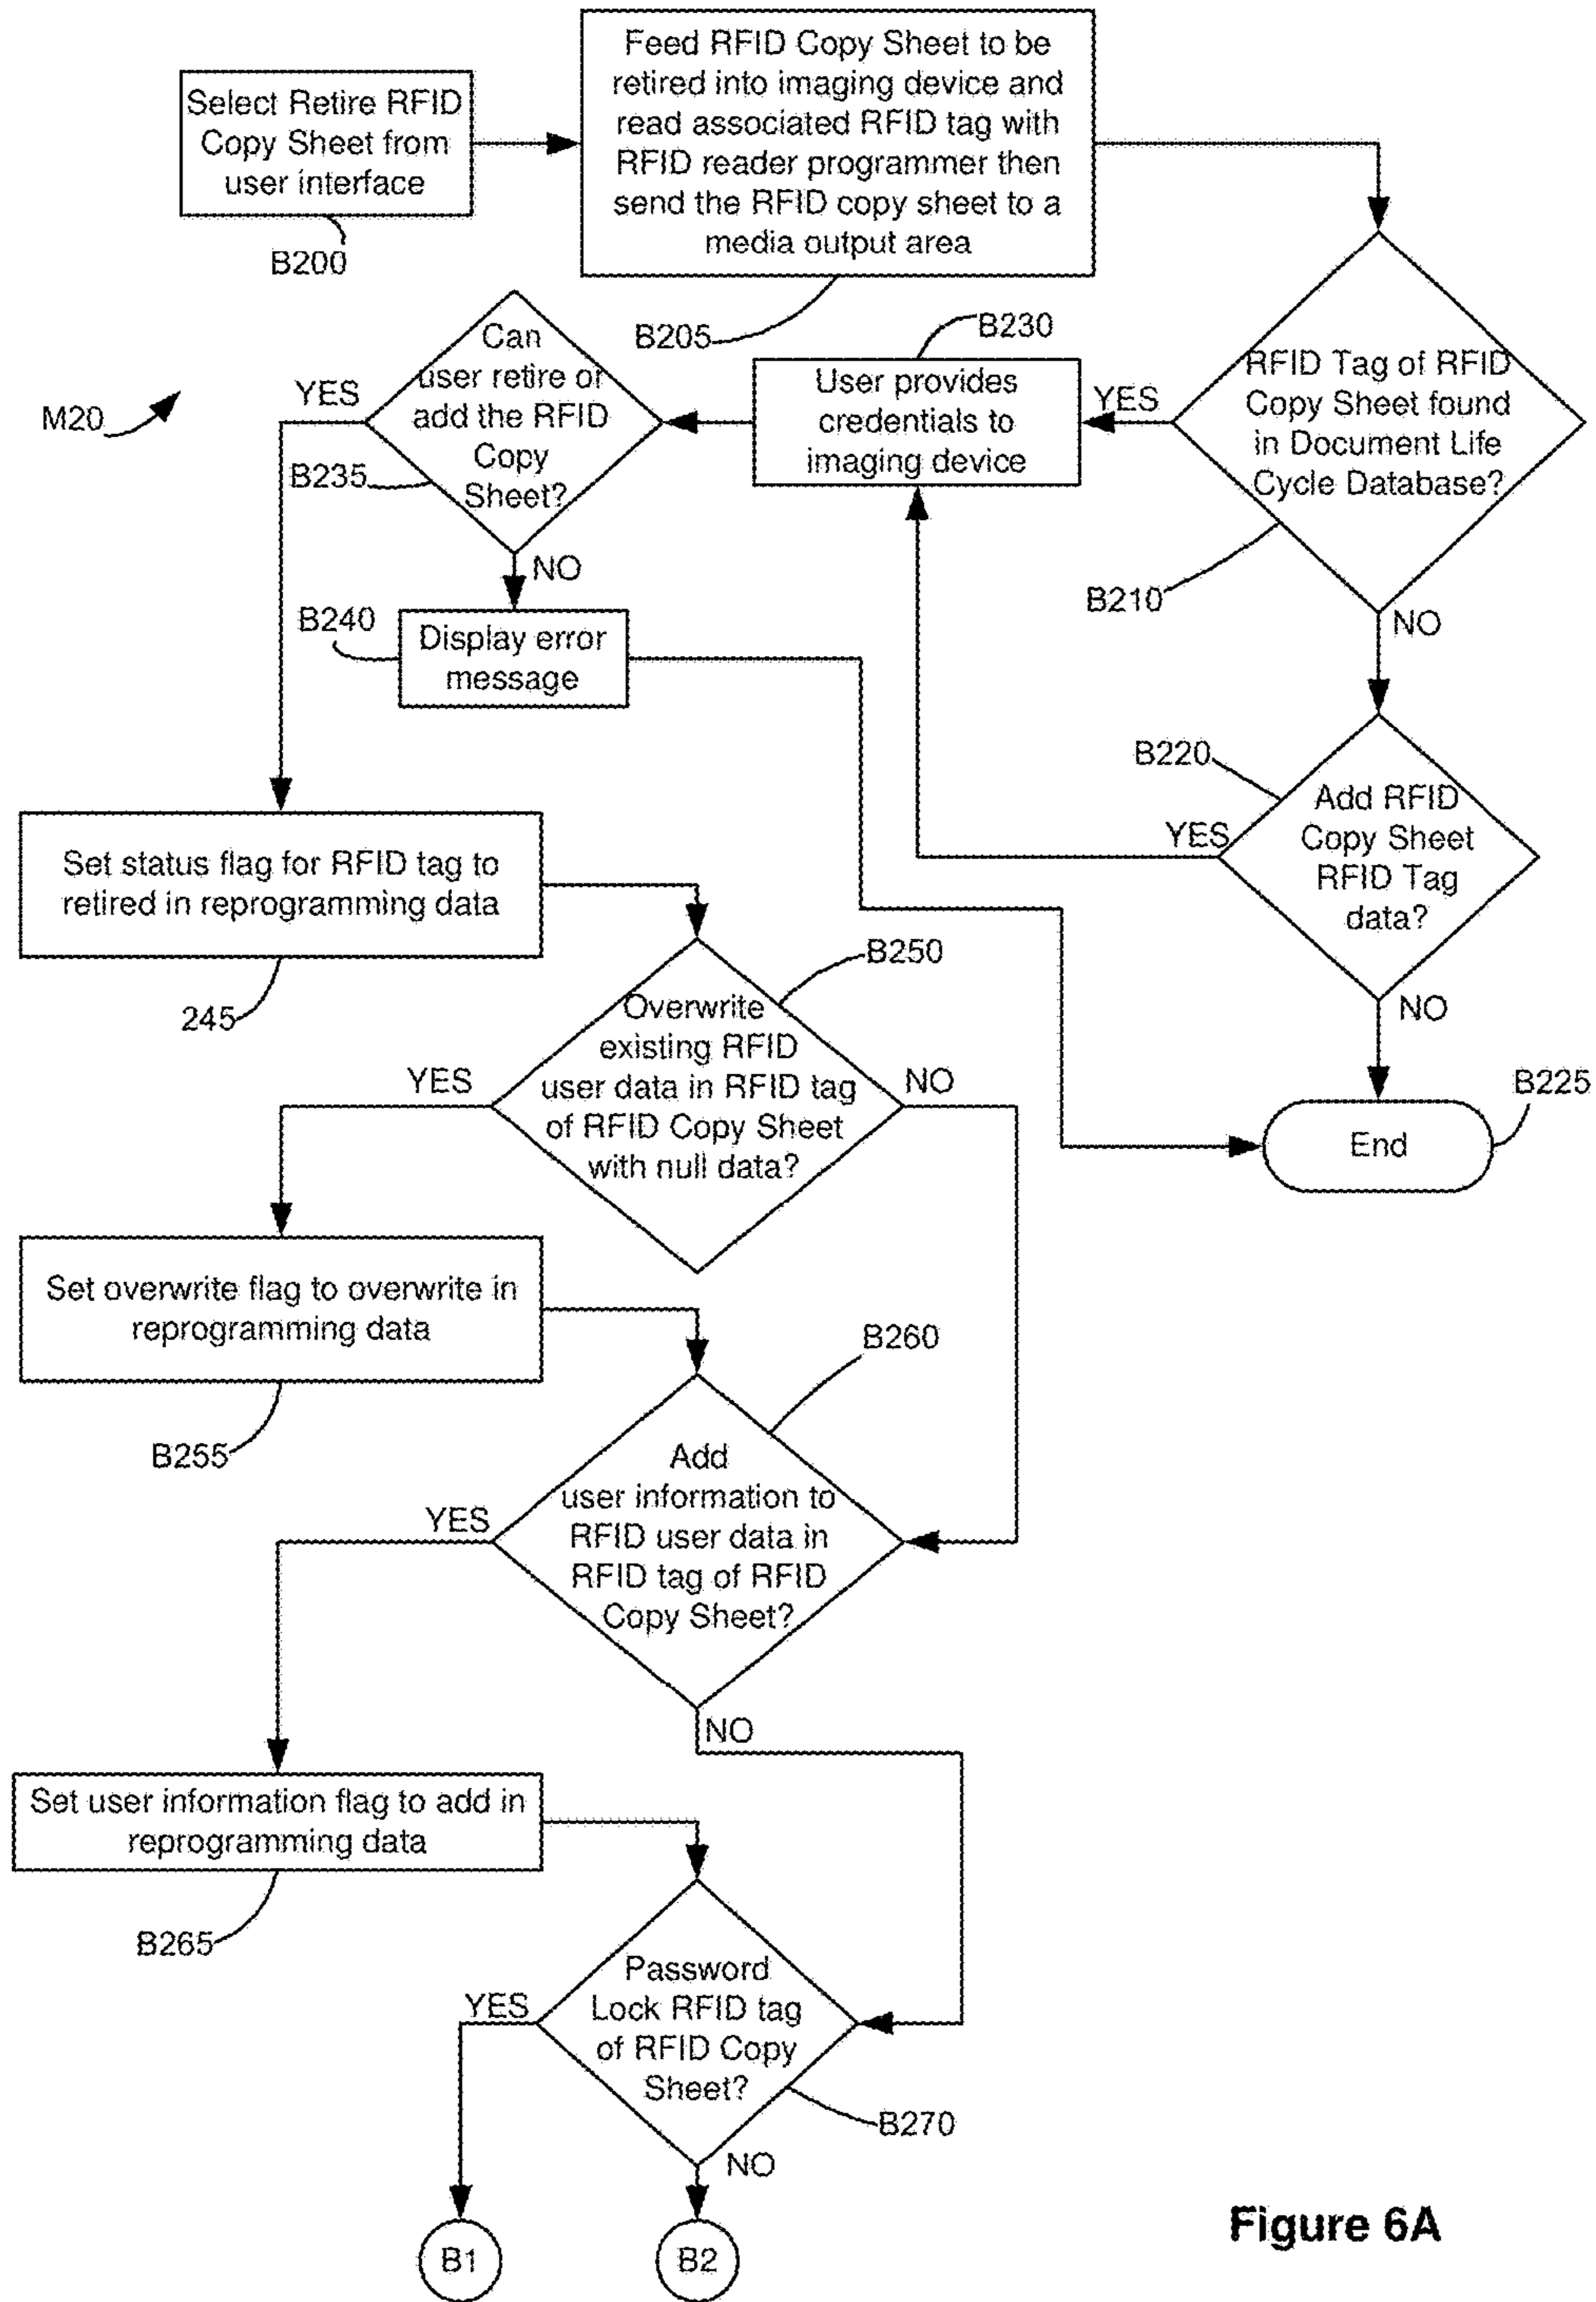 Select Retire RFID
Copy Sheet from
user interface
B200
Feed RFID Copy Sheet to be
retired into imaging device and
read associated RFID tag with
RFID reader programmer then
send the RFID copy sheet to a
media output area
B205
RFID Tag of RFID
Copy Sheet found
in Document Life
Cycle Database?
B210
YES
NO
B230
User provides
credentials to
imaging device
Can
user retire or
add the RFID
Copy
Sheet?
B235
YES
NO
M20
B240
Display error
message
B220
Add RFID
Copy Sheet
RFID Tag
data?
YES
NO
B225
End
Set status flag for RFID tag to
retired in reprogramming data
245
B250
Overwrite
existing RFID
user data in RFID tag
of RFID Copy Sheet
with null data?
YES
NO
Set overwrite flag to overwrite in
reprogramming data
B255
B260
Add
user information to
RFID user data in
RFID tag of RFID
Copy Sheet?
YES
NO
Set user information flag to add in
reprogramming data
B265
Password
Lock RFID tag
of RFID Copy
Sheet?
YES
B270
NO
B1
B2
Figure 6A